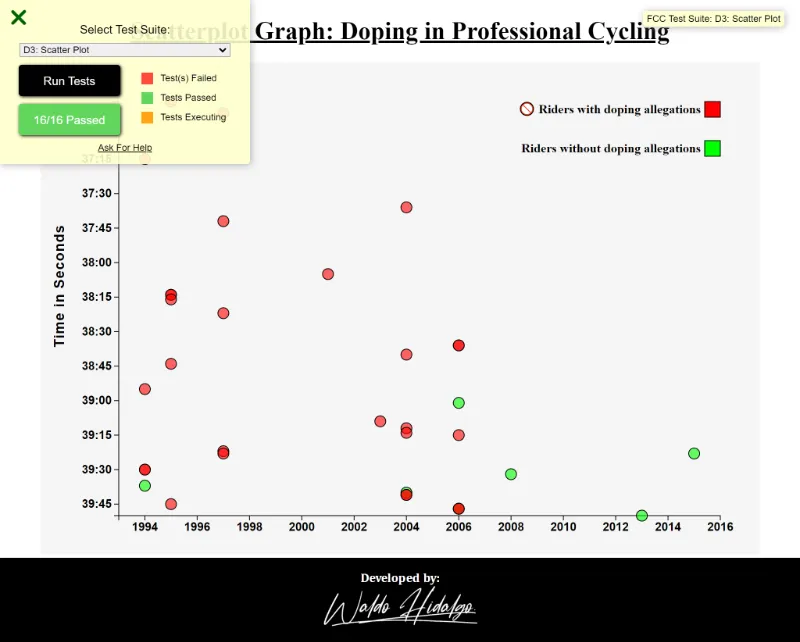 Select Test Suite:
D3: Scatter Plot
Run Tests
16/16 Passed
Test(s) Failed
Tests Passed
Tests Executing
Ask For Help
FCC Test Suite: D3: Scatter Plot
Scatterplot Graph: Doping in Professional Cycling
Riders with doping allegations
Riders without doping allegations
Time in Seconds
37:15
37:30
37:45
38:00
38:15
38:30
38:45
39:00
39:15
39:30
39:45
1994 1996 1998 2000 2002 2004 2006 2008 2010 2012 2014 2016
Developed by:
Waldo Hidalgo